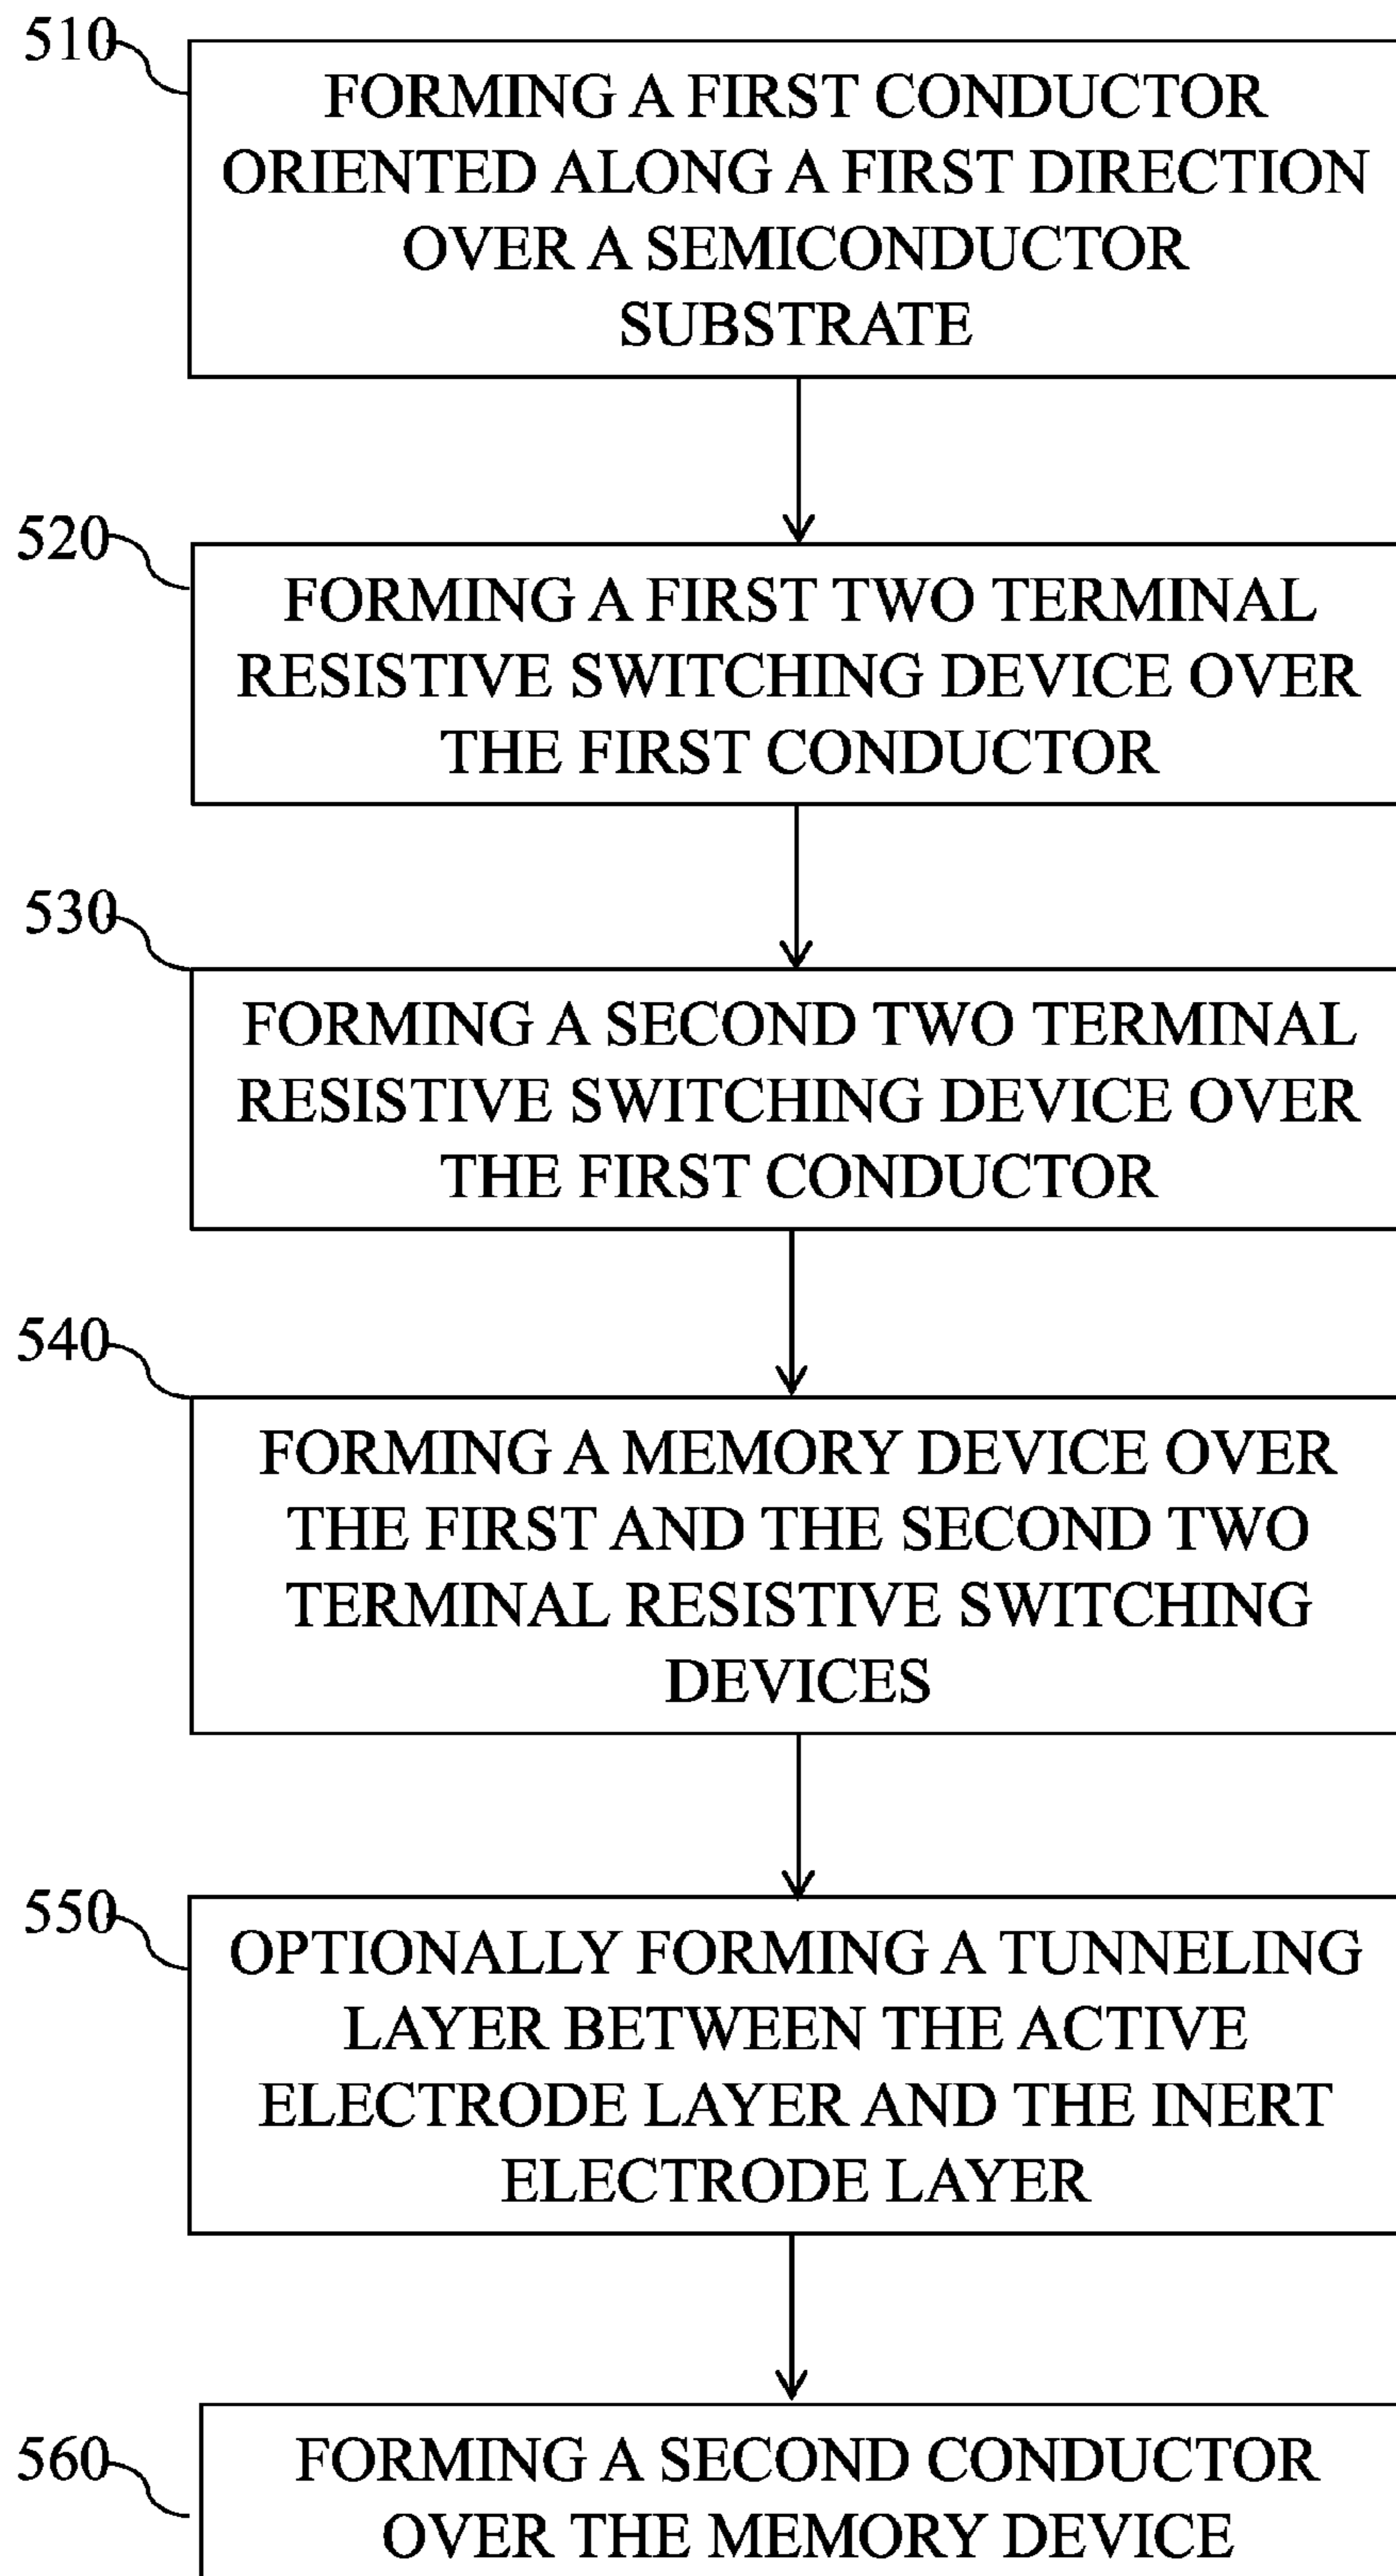 510
FORMING A FIRST CONDUCTOR
ORIENTED ALONG A FIRST DIRECTION
OVER A SEMICONDUCTOR
SUBSTRATE
520
FORMING A FIRST TWO TERMINAL
RESISTIVE SWITCHING DEVICE OVER
THE FIRST CONDUCTOR
530
FORMING A SECOND TWO TERMINAL
RESISTIVE SWITCHING DEVICE OVER
THE FIRST CONDUCTOR
540
FORMING A MEMORY DEVICE OVER
THE FIRST AND THE SECOND TWO
TERMINAL RESISTIVE SWITCHING
DEVICES
550
OPTIONALLY FORMING A TUNNELING
LAYER BETWEEN THE ACTIVE
ELECTRODE LAYER AND THE INERT
ELECTRODE LAYER
560
FORMING A SECOND CONDUCTOR
OVER THE MEMORY DEVICE